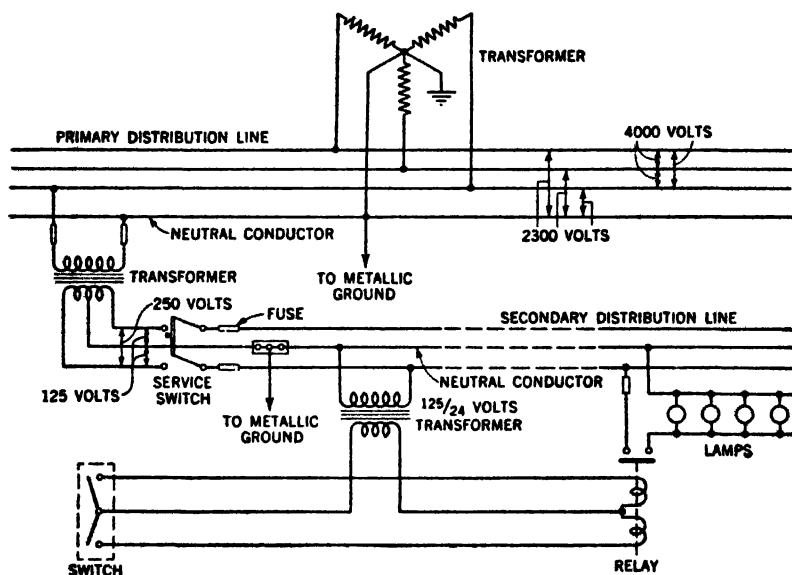 TRANSFORMER
PRIMARY DISTRIBUTION LINE
4000 VOLTS
NEUTRAL CONDUCTOR
2300 VOLTS
TO METALLIC
GROUND
TRANSFORMER
250 VOLTS
FUSE
SECONDARY DISTRIBUTION LINE
125 VOLTS
SERVICE
SWITCH
NEUTRAL CONDUCTOR
TO METALLIC
GROUND
125/24 VOLTS
TRANSFORMER
LAMPS
SWITCH
RELAY